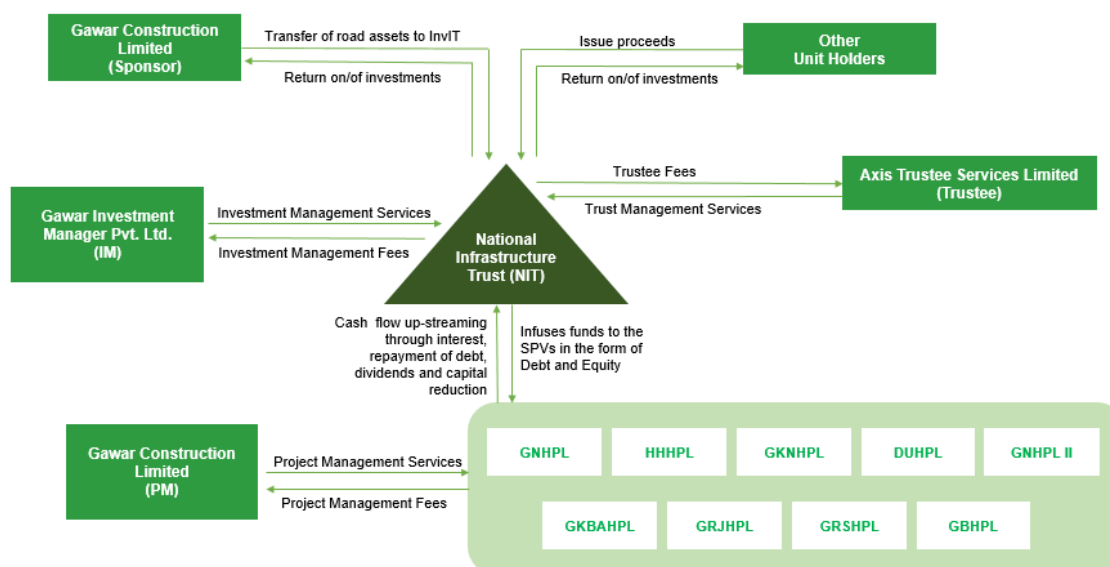 Gawar Construction
Limited
(Sponsor)
Transfer of road assets to InvIT
Return on/of investments
Issue proceeds
Return on/of investments
Other
Unit Holders
Gawar Investment
Manager Pvt. Ltd.
(IM)
Investment Management Services
Investment Management Fees
National
Infrastructure
Trust (NIT)
Trustee Fees
Trust Management Services
Axis Trustee Services Limited
(Trustee)
Cash flow up-streaming
through interest,
repayment of debt,
dividends and capital
reduction
Infuses funds to the
SPVs in the form of
Debt and Equity
Gawar Construction
Limited
(PM)
Project Management Services
Project Management Fees
GNHPL
HHHPL
GKNHPL
DUHPL
GNHPL II
GKBAHPL
GRJHPL
GRSHPL
GBHPL